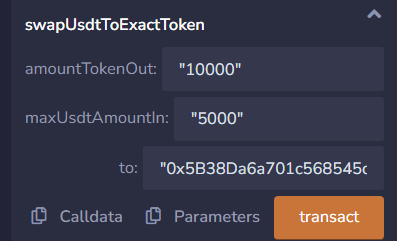 swapUsdtToExactToken
amountTokenOut: "10000"
maxUsdtAmountIn: "5000"
to: "0x5B38Da6a701c568545c
Calldata Parameters transact